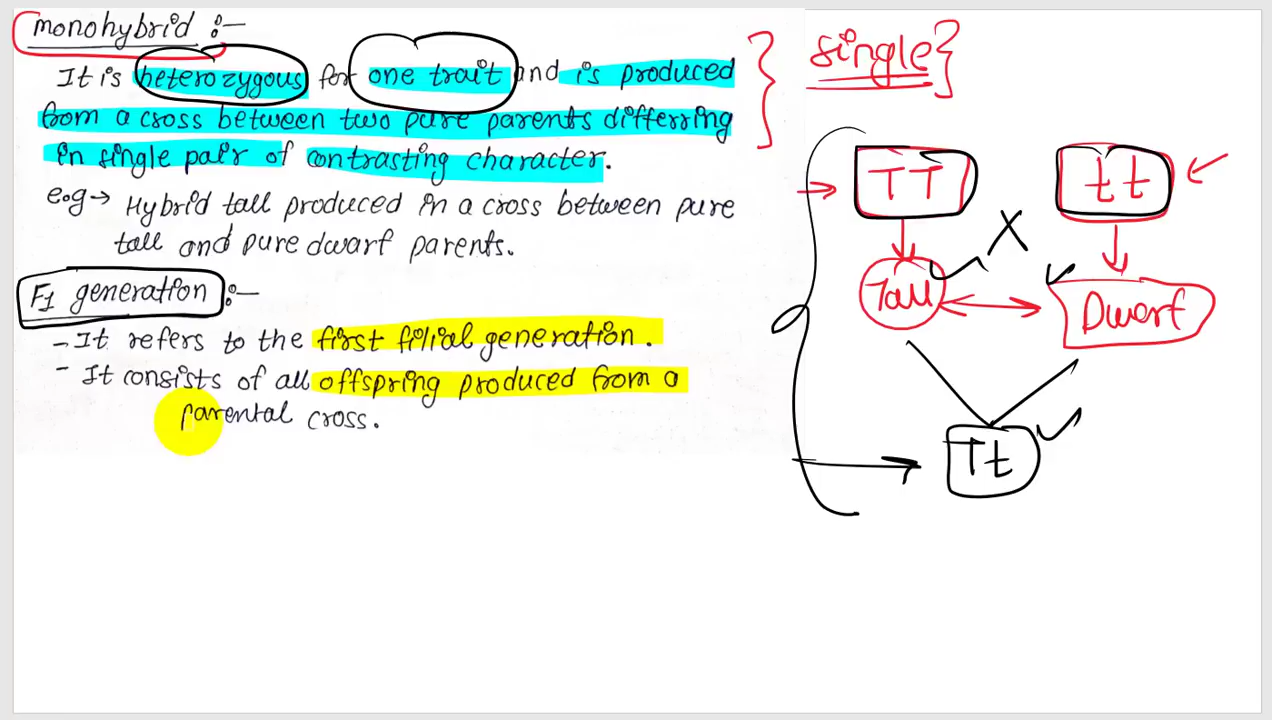 monohybrid :-
It is heterozygous for one trait and is produced
from a cross between two pure parents differring
in single pair of contrasting character.
e.g → Hybrid tall produced in a cross between pure
tall and pure dwarf parents.
F1 generation :-
- It refers to the first filial generation.
- It consists of all offspring produced from a
parental cross.
single}
TT
tt
X
Tall
Dwarf
Tt